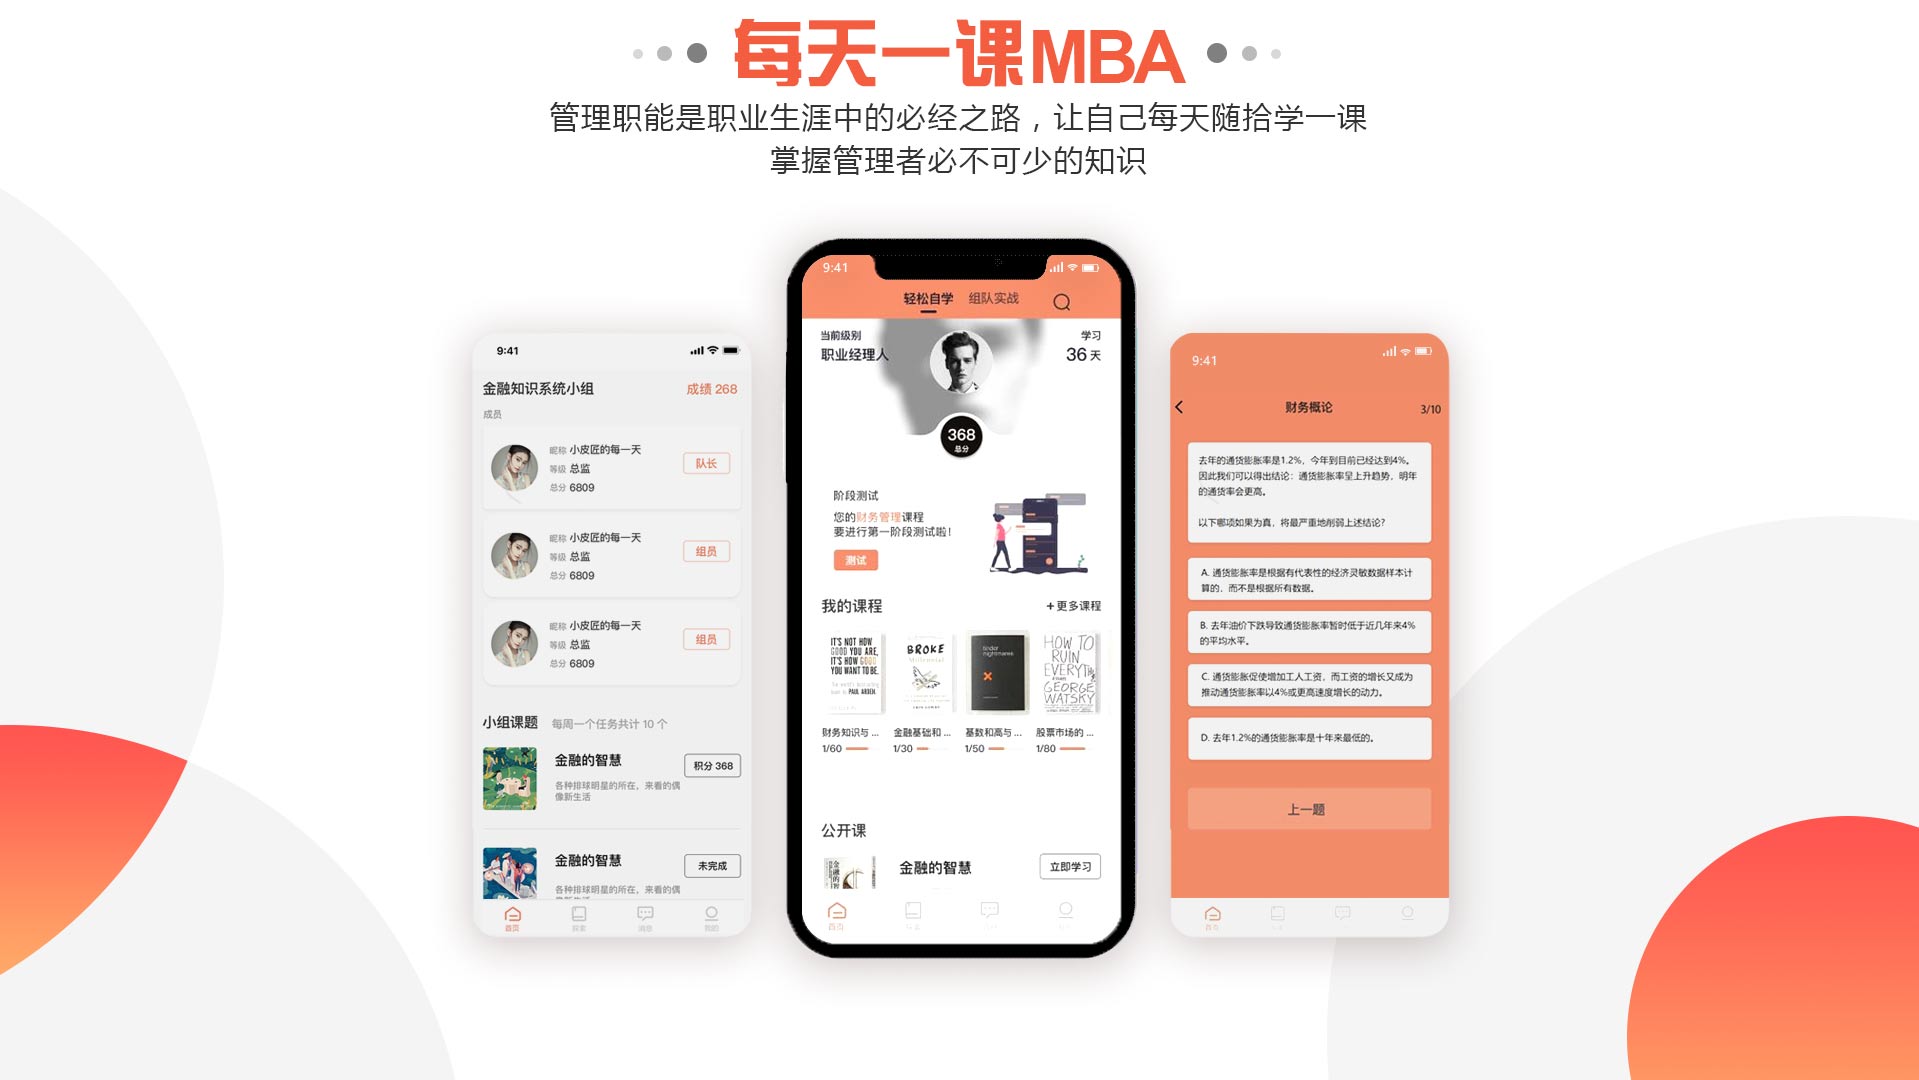 每天一课MBA
管理职能是职业生涯中的必经之路，让自己每天随拾学一课
掌握管理者必不可少的知识
9:41
金融知识系统小组
成绩 268
成员
昵称 小皮匠的每一天
等级 总监
总分 6809
队长
昵称 小皮匠的每一天
等级 总监
总分 6809
组员
昵称 小皮匠的每一天
等级 总监
总分 6809
组员
小组课题 每周一个任务共计 10 个
金融的智慧
积分 368
各种排球明星的所在，来看的偶
像新生活
金融的智慧
未完成
各种排球明星的所在，来看的偶
首页 探索 消息 我的
9:41
轻松自学 组队实战
当前级别
职业经理人
学习
36 天
368
总分
阶段测试
您的财务管理课程
要进行第一阶段测试啦！
测试
我的课程
+更多课程
IT'S NOT HOW
GOOD YOU ARE,
IT'S HOW GOOD
YOU WANT TO BE.
The world's best-selling
book by PAUL ARDEN.
BROKE
Millennial
tinder
nightmares
HOW TO
RUIN
EVERYTHING
GEORGE
WATSKY
财务知识与 ...
1/60
金融基础和 ...
1/30
基数和高与 ...
1/50
股票市场的 ...
1/80
公开课
金融的智慧
立即学习
首页
9:41
财务概论
3/10
去年的通货膨胀率是1.2%，今年到目前已经达到4%。
因此我们可以得出结论：通货膨胀率呈上升趋势，明年
的通货率会更高。
以下哪项如果为真，将最严重地削弱上述结论？
A. 通货膨胀率是根据有代表性的经济灵敏数据样本计
算的，而不是根据所有数据。
B. 去年油价下跌导致通货膨胀率暂时低于近几年来4%
的平均水平。
C. 通货膨胀促使增加工人工资，而工资的增长又成为
推动通货膨胀率以4%或更高速度增长的动力。
D. 去年1.2%的通货膨胀率是十年来最低的。
上一题
首页